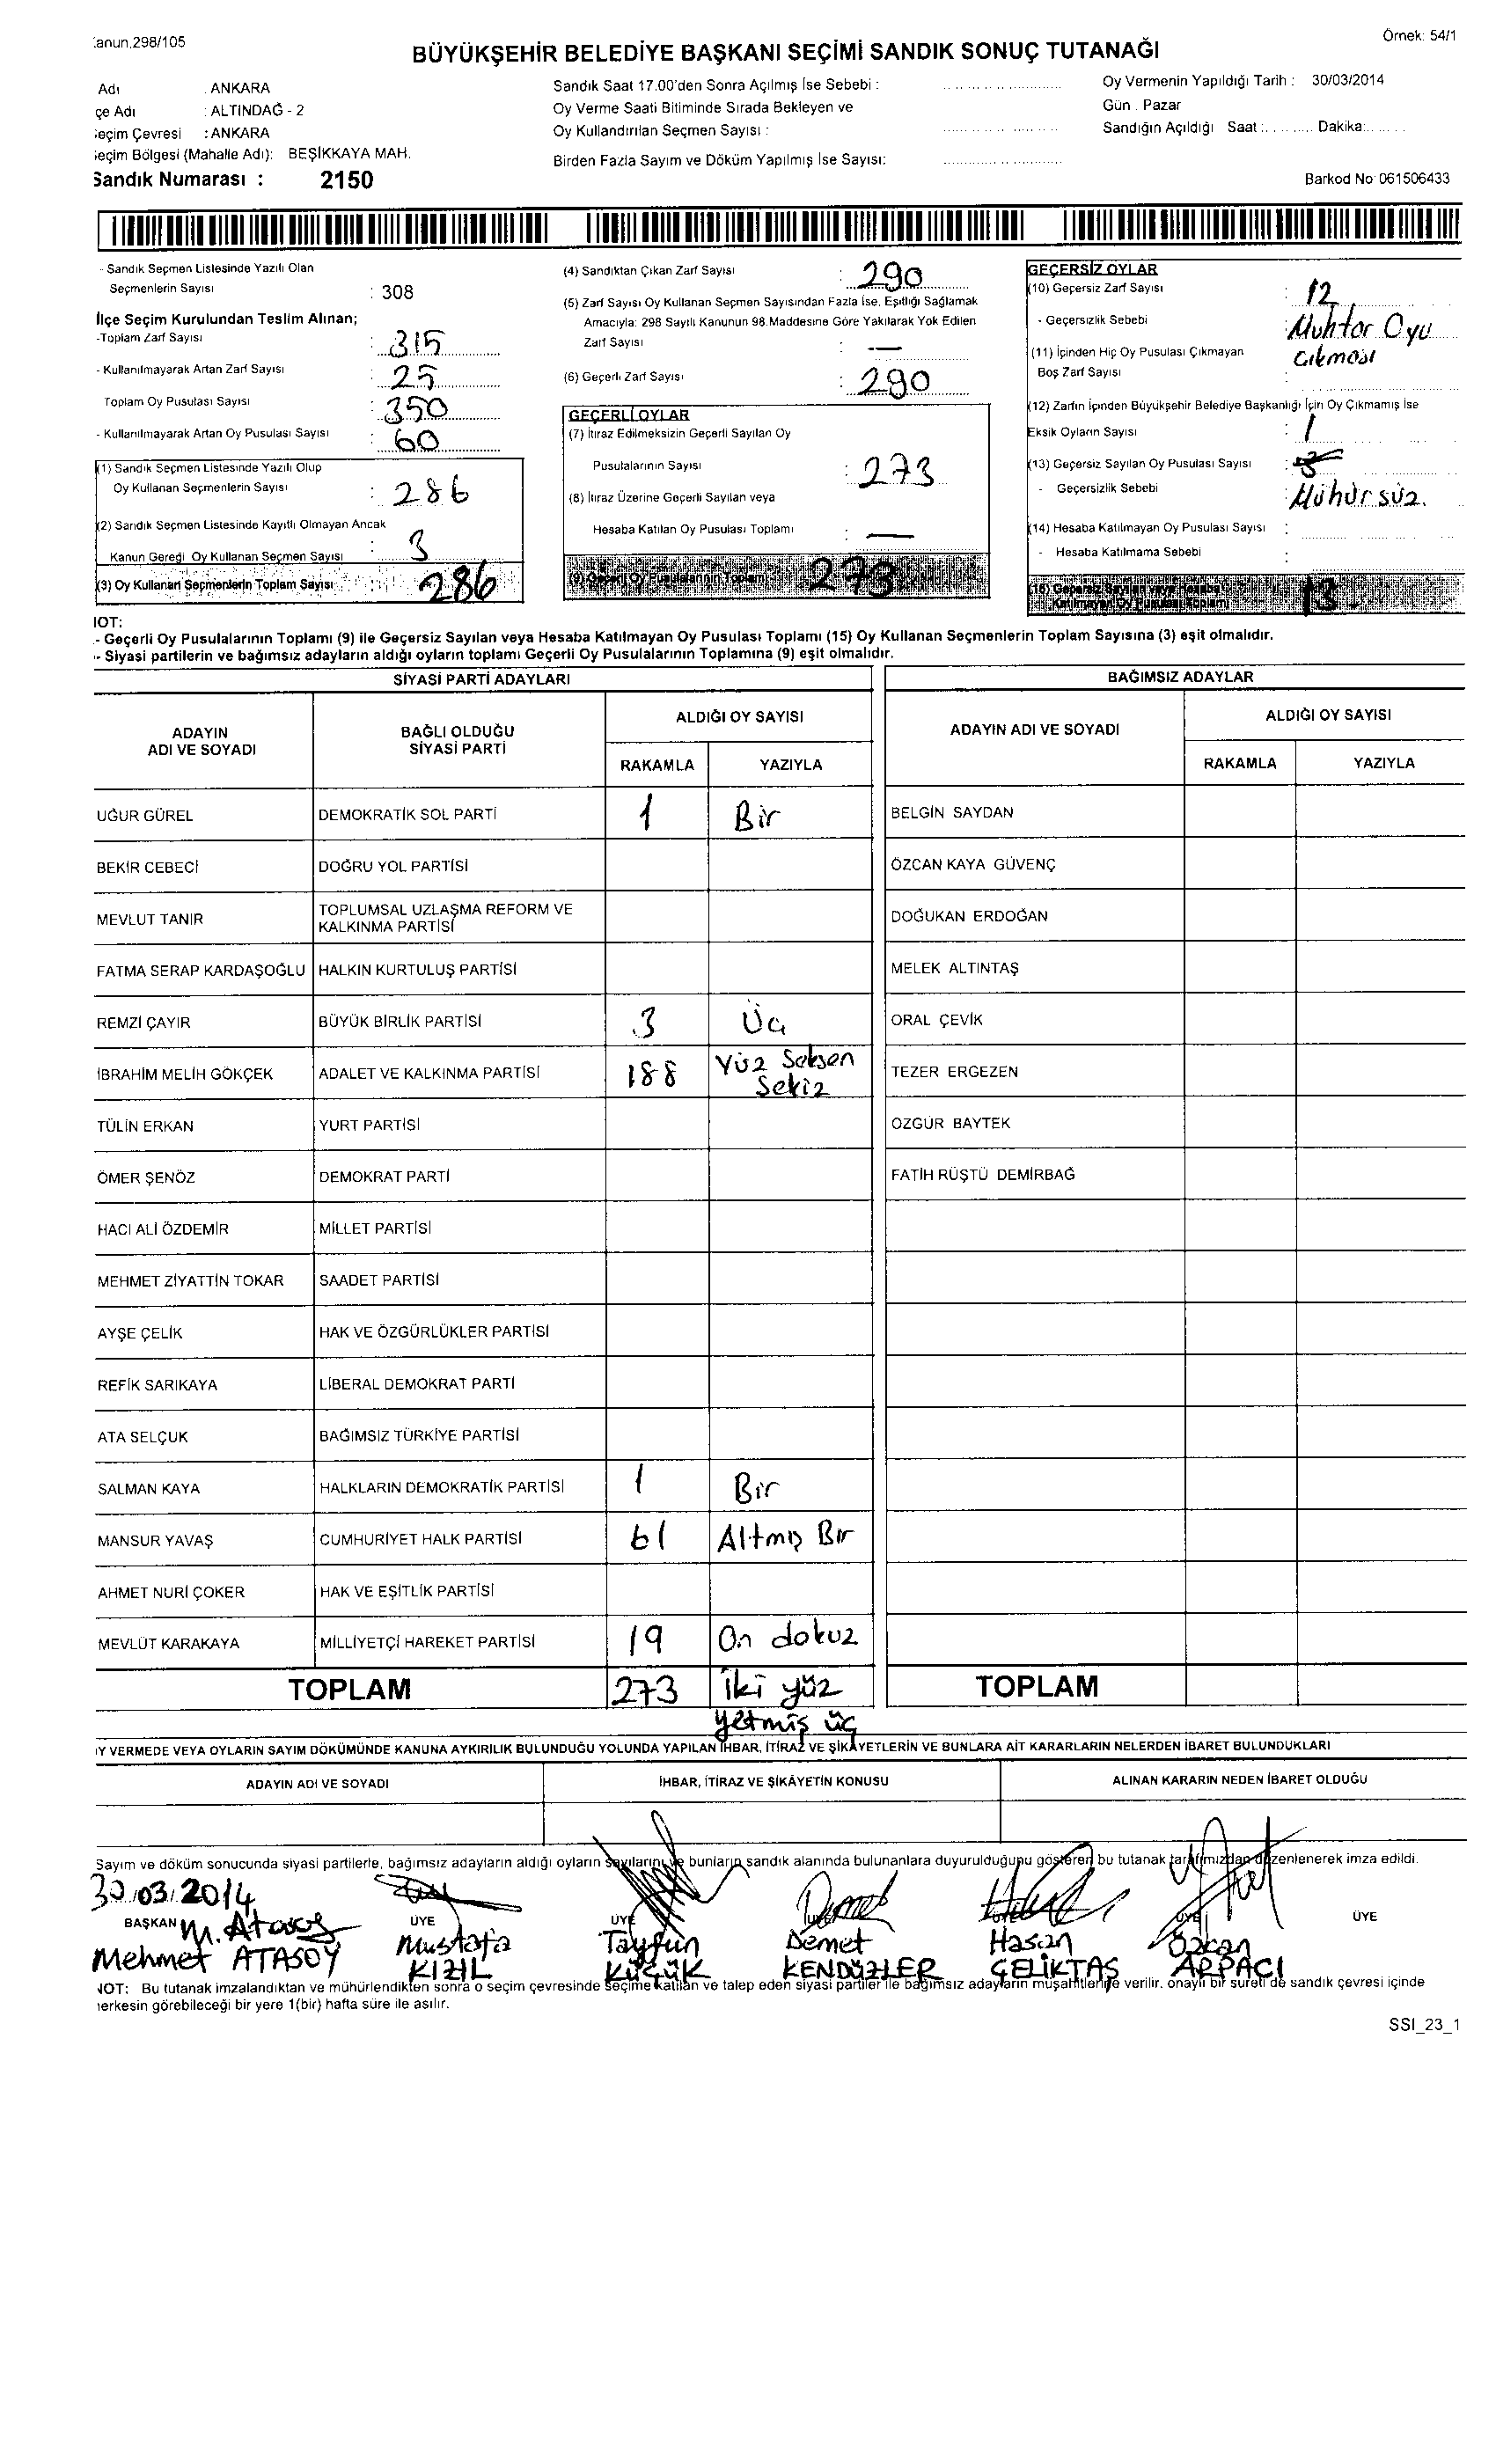 Kanun.298/105
Örnek: 54/1
BÜYÜKŞEHİR BELEDİYE BAŞKANI SEÇİMİ SANDIK SONUÇ TUTANAĞI
Adı : ANKARA
çe Adı : ALTINDAĞ - 2
eçim Çevresi : ANKARA
eçim Bölgesi (Mahalle Adı): BEŞİKKAYA MAH.
Sandık Numarası : 2150
Sandık Saat 17.00'den Sonra Açılmış İse Sebebi :
Oy Verme Saati Bitiminde Sırada Bekleyen ve
Oy Kullandırılan Seçmen Sayısı :
Birden Fazla Sayım ve Döküm Yapılmış İse Sayısı:
Oy Vermenin Yapıldığı Tarih : 30/03/2014
Gün : Pazar
Sandığın Açıldığı Saat :......... Dakika:.......
Barkod No: 061506433
- Sandık Seçmen Listesinde Yazılı Olan
Seçmenlerin Sayısı : 308
İlçe Seçim Kurulundan Teslim Alınan;
-Toplam Zarf Sayısı : 315
- Kullanılmayarak Artan Zarf Sayısı : 25
Toplam Oy Pusulası Sayısı : 350
- Kullanılmayarak Artan Oy Pusulası Sayısı : 60
(1) Sandık Seçmen Listesinde Yazılı Olup
Oy Kullanan Seçmenlerin Sayısı : 286
(2) Sandık Seçmen Listesinde Kayıtlı Olmayan Ancak
Kanun Gereği Oy Kullanan Seçmen Sayısı : 3
(3) Oy Kullanan Seçmenlerin Toplam Sayısı : 286
(4) Sandıktan Çıkan Zarf Sayısı : 290
(5) Zarf Sayısı Oy Kullanan Seçmen Sayısından Fazla İse, Eşitliği Sağlamak
Amacıyla: 298 Sayılı Kanunun 98.Maddesine Göre Yakılarak Yok Edilen
Zarf Sayısı : —
(6) Geçerli Zarf Sayısı : 290
GEÇERLİ OYLAR
(7) İtiraz Edilmeksizin Geçerli Sayılan Oy
Pusulalarının Sayısı : 273
(8) İtiraz Üzerine Geçerli Sayılan veya
Hesaba Katılan Oy Pusulası Toplamı : —
(9) Geçerli Oy Pusulalarının Toplamı 273
GEÇERSİZ OYLAR
(10) Geçersiz Zarf Sayısı : 12
- Geçersizlik Sebebi : Muhtar Oyu
Çıkması
(11) İçinden Hiç Oy Pusulası Çıkmayan
Boş Zarf Sayısı :
(12) Zarfın İçinden Büyükşehir Belediye Başkanlığı İçin Oy Çıkmamış İse
Eksik Oyların Sayısı : 1
(13) Geçersiz Sayılan Oy Pusulası Sayısı :
- Geçersizlik Sebebi : Mühürsüz.
(14) Hesaba Katılmayan Oy Pusulası Sayısı :
- Hesaba Katılmama Sebebi :
(15) Geçersiz Sayılan veya Hesaba
Katılmayan Oy Pusulası Toplamı 13
NOT:
- Geçerli Oy Pusulalarının Toplamı (9) ile Geçersiz Sayılan veya Hesaba Katılmayan Oy Pusulası Toplamı (15) Oy Kullanan Seçmenlerin Toplam Sayısına (3) eşit olmalıdır.
- Siyasi partilerin ve bağımsız adayların aldığı oyların toplamı Geçerli Oy Pusulalarının Toplamına (9) eşit olmalıdır.
SİYASİ PARTİ ADAYLARI
BAĞIMSIZ ADAYLAR
ADAYIN
ADI VE SOYADI
BAĞLI OLDUĞU
SİYASİ PARTİ
ALDIĞI OY SAYISI
RAKAMLA YAZIYLA
ADAYIN ADI VE SOYADI
ALDIĞI OY SAYISI
RAKAMLA YAZIYLA
UĞUR GÜREL DEMOKRATİK SOL PARTİ 1 Bir BELGİN SAYDAN
BEKİR CEBECİ DOĞRU YOL PARTİSİ ÖZCAN KAYA GÜVENÇ
MEVLUT TANIR TOPLUMSAL UZLAŞMA REFORM VE
KALKINMA PARTİSİ DOĞUKAN ERDOĞAN
FATMA SERAP KARDAŞOĞLU HALKIN KURTULUŞ PARTİSİ MELEK ALTINTAŞ
REMZİ ÇAYIR BÜYÜK BİRLİK PARTİSİ 3 Üç ORAL ÇEVİK
İBRAHİM MELİH GÖKÇEK ADALET VE KALKINMA PARTİSİ 188 Yüz Seksen
Sekiz TEZER ERGEZEN
TÜLİN ERKAN YURT PARTİSİ OZGÜR BAYTEK
ÖMER ŞENÖZ DEMOKRAT PARTİ FATİH RÜŞTÜ DEMİRBAĞ
HACI ALİ ÖZDEMİR MİLLET PARTİSİ
MEHMET ZİYATTİN TOKAR SAADET PARTİSİ
AYŞE ÇELİK HAK VE ÖZGÜRLÜKLER PARTİSİ
REFİK SARIKAYA LİBERAL DEMOKRAT PARTİ
ATA SELÇUK BAĞIMSIZ TÜRKİYE PARTİSİ
SALMAN KAYA HALKLARIN DEMOKRATİK PARTİSİ 1 Bir
MANSUR YAVAŞ CUMHURİYET HALK PARTİSİ 61 Altmış Bir
AHMET NURİ ÇOKER HAK VE EŞİTLİK PARTİSİ
MEVLÜT KARAKAYA MİLLİYETÇİ HAREKET PARTİSİ 19 On dokuz
TOPLAM 273 İki yüz
yetmiş üç
TOPLAM
OY VERMEDE VEYA OYLARIN SAYIM DÖKÜMÜNDE KANUNA AYKIRILIK BULUNDUĞU YOLUNDA YAPILAN İHBAR, İTİRAZ VE ŞİKÂYETLERİN VE BUNLARA AİT KARARLARIN NELERDEN İBARET BULUNDUKLARI
ADAYIN ADI VE SOYADI İHBAR, İTİRAZ VE ŞİKÂYETİN KONUSU ALINAN KARARIN NEDEN İBARET OLDUĞU
Sayım ve döküm sonucunda siyasi partilerle, bağımsız adayların aldığı oyların sayılarını ve bunların sandık alanında bulunanlara duyurulduğunu gösteren bu tutanak tarafımızdan düzenlenerek imza edildi.
30.03.2014
BAŞKAN ÜYE ÜYE ÜYE ÜYE ÜYE ÜYE
M. Atasoy
Mehmet ATASOY
Mustafa
KIZIL
Tayfun
KÜÇÜK
Demet
KENDÜZLER
Hasan
ÇELİKTAŞ
Özkan
ARPACI
NOT: Bu tutanak imzalandıktan ve mühürlendikten sonra o seçim çevresinde seçime katılan ve talep eden siyasi partiler ile bağımsız adayların müşahitlerine verilir. onaylı bir sureti de sandık çevresi içinde
herkesin görebileceği bir yere 1(bir) hafta süre ile asılır.
SSI_23_1